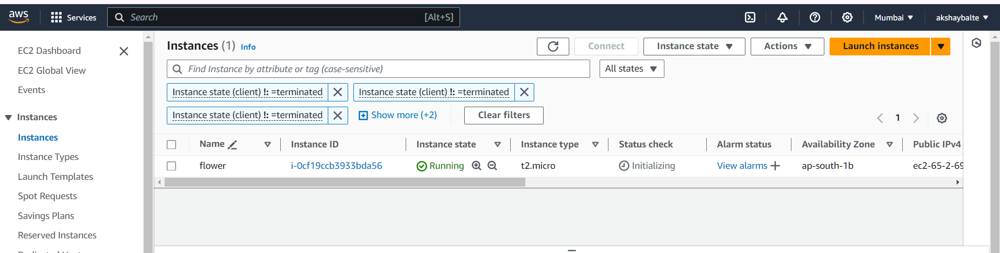 aws Services Search [Alt+S] Mumbai akshaybalte
EC2 Dashboard
EC2 Global View
Events
Instances
Instances
Instance Types
Launch Templates
Spot Requests
Savings Plans
Reserved Instances
Instances (1) Info Connect Instance state Actions Launch instances
Find Instance by attribute or tag (case-sensitive) All states
Instance state (client) !: =terminated Instance state (client) !: =terminated
Instance state (client) !: =terminated Show more (+2) Clear filters 1
Name Instance ID Instance state Instance type Status check Alarm status Availability Zone Public IPv4
flower i-0cf19ccb3933bda56 Running t2.micro Initializing View alarms + ap-south-1b ec2-65-2-69